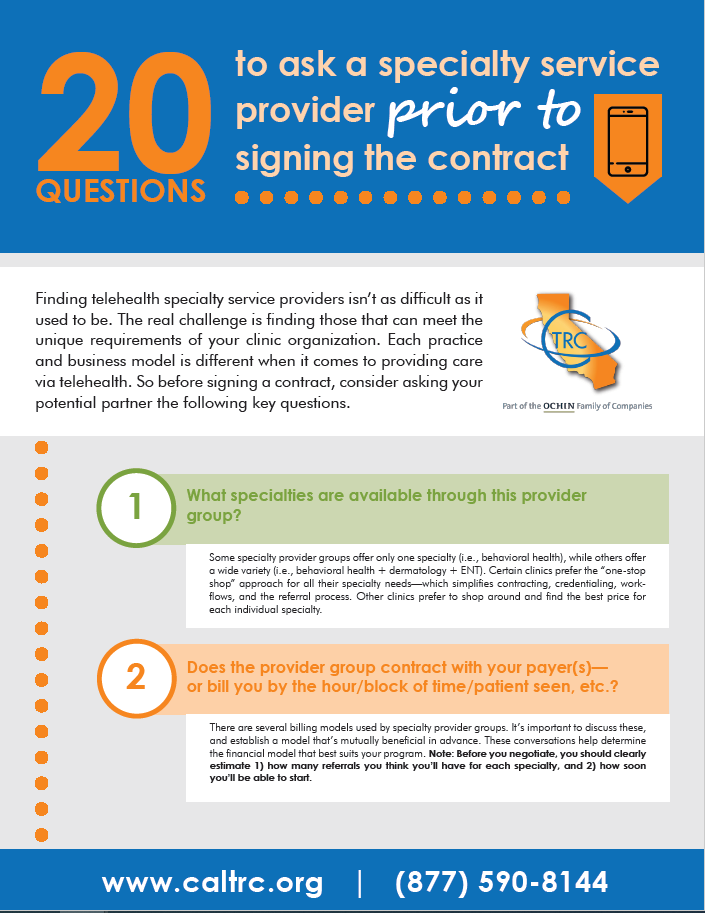 20
QUESTIONS
to ask a specialty service
provider prior to
signing the contract
Finding telehealth specialty service providers isn't as difficult as it
used to be. The real challenge is finding those that can meet the
unique requirements of your clinic organization. Each practice
and business model is different when it comes to providing care
via telehealth. So before signing a contract, consider asking your
potential partner the following key questions.
TRC
Part of the OCHIN Family of Companies
1
What specialties are available through this provider
group?
Some specialty provider groups offer only one specialty (i.e., behavioral health), while others offer
a wide variety (i.e., behavioral health + dermatology + ENT). Certain clinics prefer the "one-stop
shop" approach for all their specialty needs—which simplifies contracting, credentialing, work-
flows, and the referral process. Other clinics prefer to shop around and find the best price for
each individual specialty.
2
Does the provider group contract with your payer(s)—
or bill you by the hour/block of time/patient seen, etc.?
There are several billing models used by specialty provider groups. It's important to discuss these,
and establish a model that's mutually beneficial in advance. These conversations help determine
the financial model that best suits your program. Note: Before you negotiate, you should clearly
estimate 1) how many referrals you think you'll have for each specialty, and 2) how soon
you'll be able to start.
www.caltrc.org | (877) 590-8144